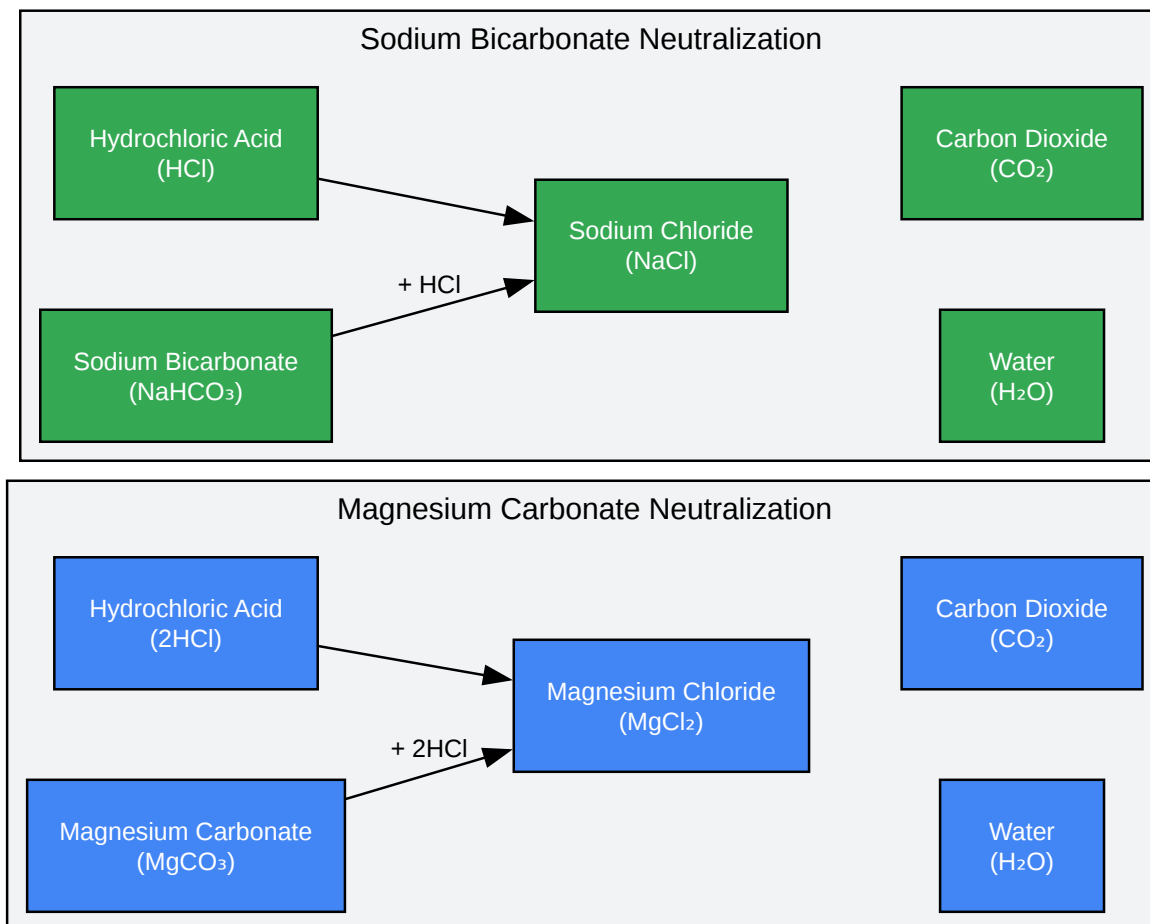 Sodium Bicarbonate Neutralization
Hydrochloric Acid
(HCl)
Carbon Dioxide
(CO₂)
Sodium Chloride
(NaCl)
+ HCl
Sodium Bicarbonate
(NaHCO₃)
Water
(H₂O)
Magnesium Carbonate Neutralization
Hydrochloric Acid
(2HCl)
Carbon Dioxide
(CO₂)
Magnesium Chloride
(MgCl₂)
+ 2HCl
Magnesium Carbonate
(MgCO₃)
Water
(H₂O)